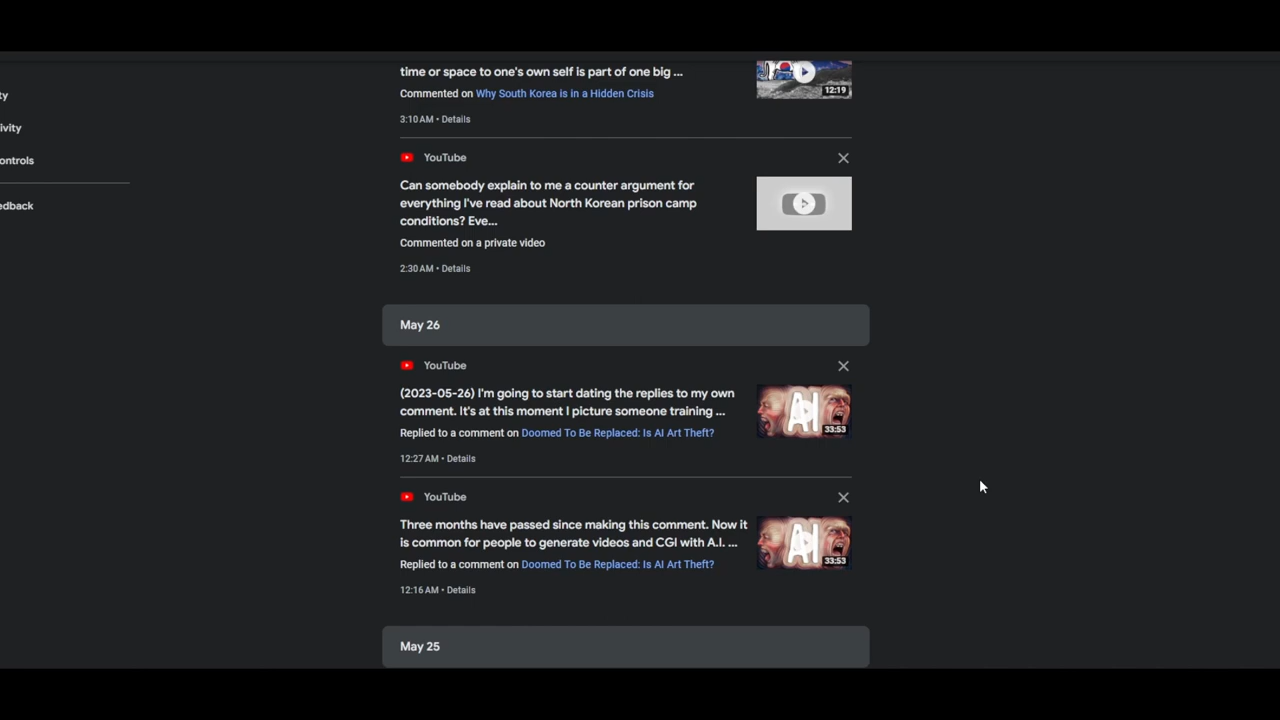 time or space to one's own self is part of one big ...
Commented on Why South Korea is in a Hidden Crisis
12:19
3:10 AM • Details
ty
ivity
ontrols
edback
YouTube
Can somebody explain to me a counter argument for
everything I've read about North Korean prison camp
conditions? Eve...
Commented on a private video
2:30 AM • Details
May 26
YouTube
(2023-05-26) I'm going to start dating the replies to my own
comment. It's at this moment I picture someone training ...
Replied to a comment on Doomed To Be Replaced: Is AI Art Theft?
AI
33:53
12:27 AM • Details
YouTube
Three months have passed since making this comment. Now it
is common for people to generate videos and CGI with A.I. ...
Replied to a comment on Doomed To Be Replaced: Is AI Art Theft?
AI
33:53
12:16 AM • Details
May 25